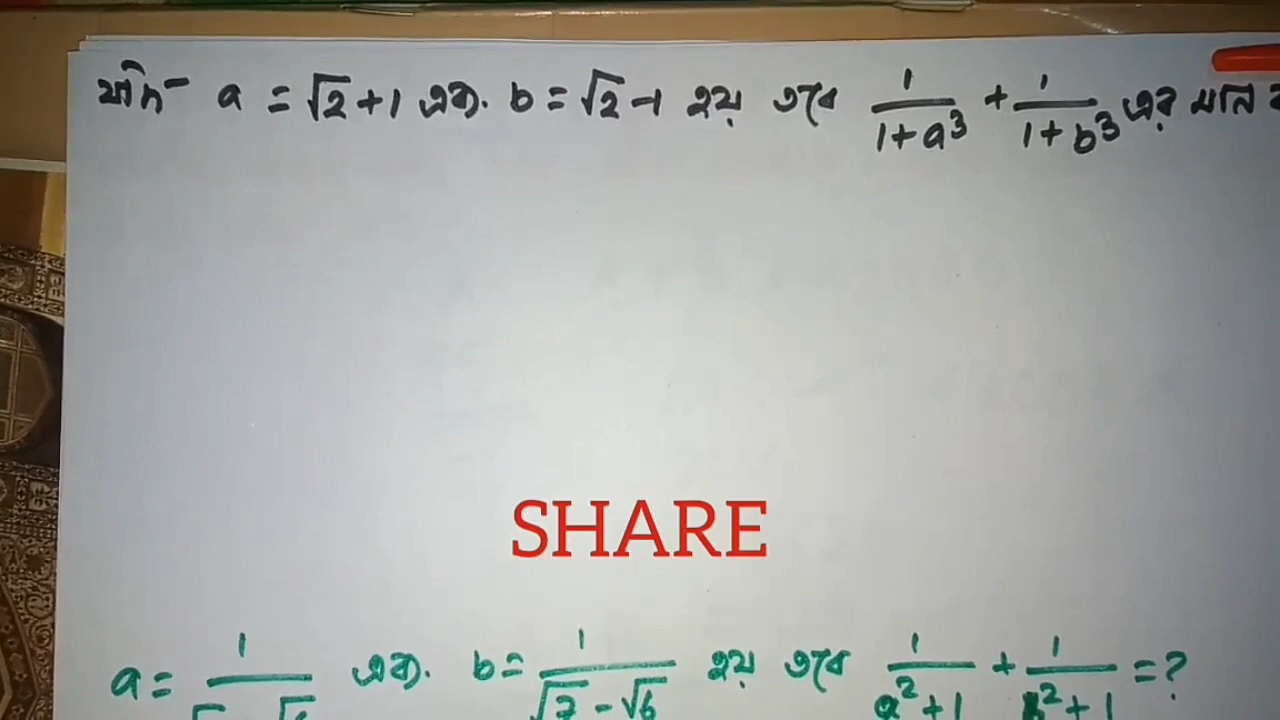 যদি a = √2 + 1 এবং b = √2 - 1 হয় তবে 1/(1+a³) + 1/(1+b³) এর মান
SHARE
a = 1/ এবং b = 1/(√7 - √6) হয় তবে 1/(a²+1) + 1/(b²+1) = ?